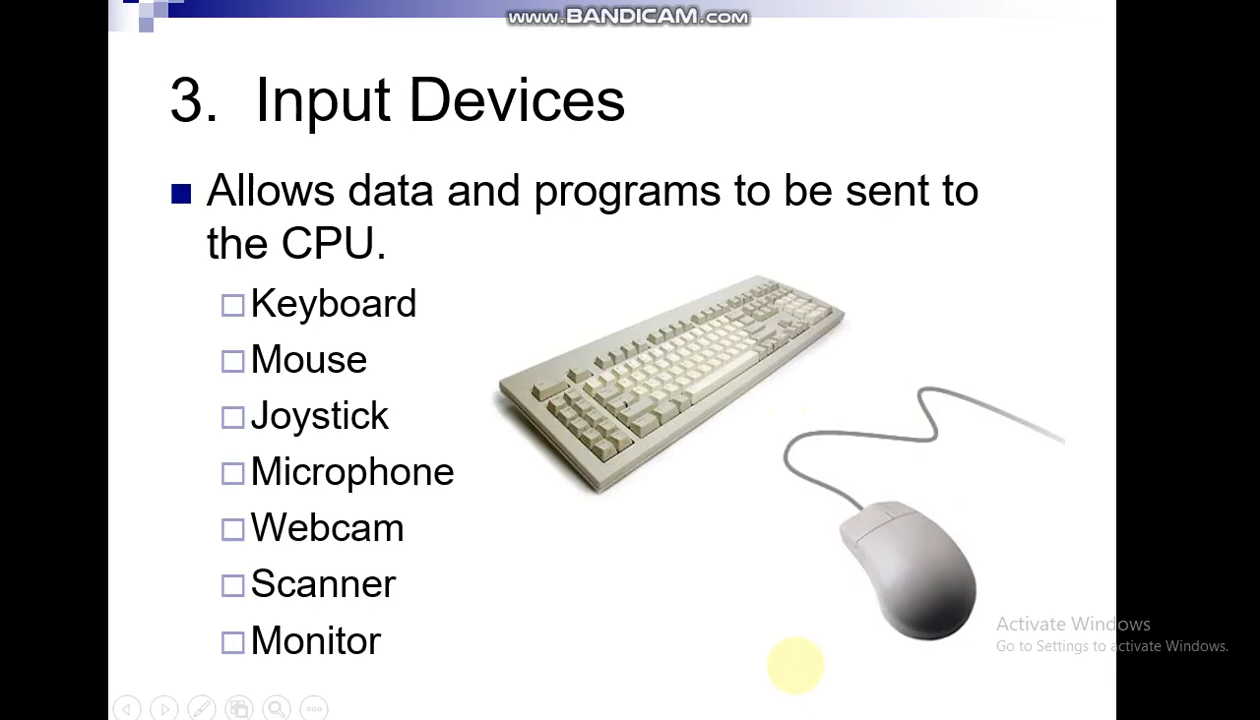 www.BANDICAM.com
3. Input Devices
Allows data and programs to be sent to
the CPU.
Keyboard
Mouse
Joystick
Microphone
Webcam
Scanner
Monitor
Activate Windows
Go to Settings to activate Windows.